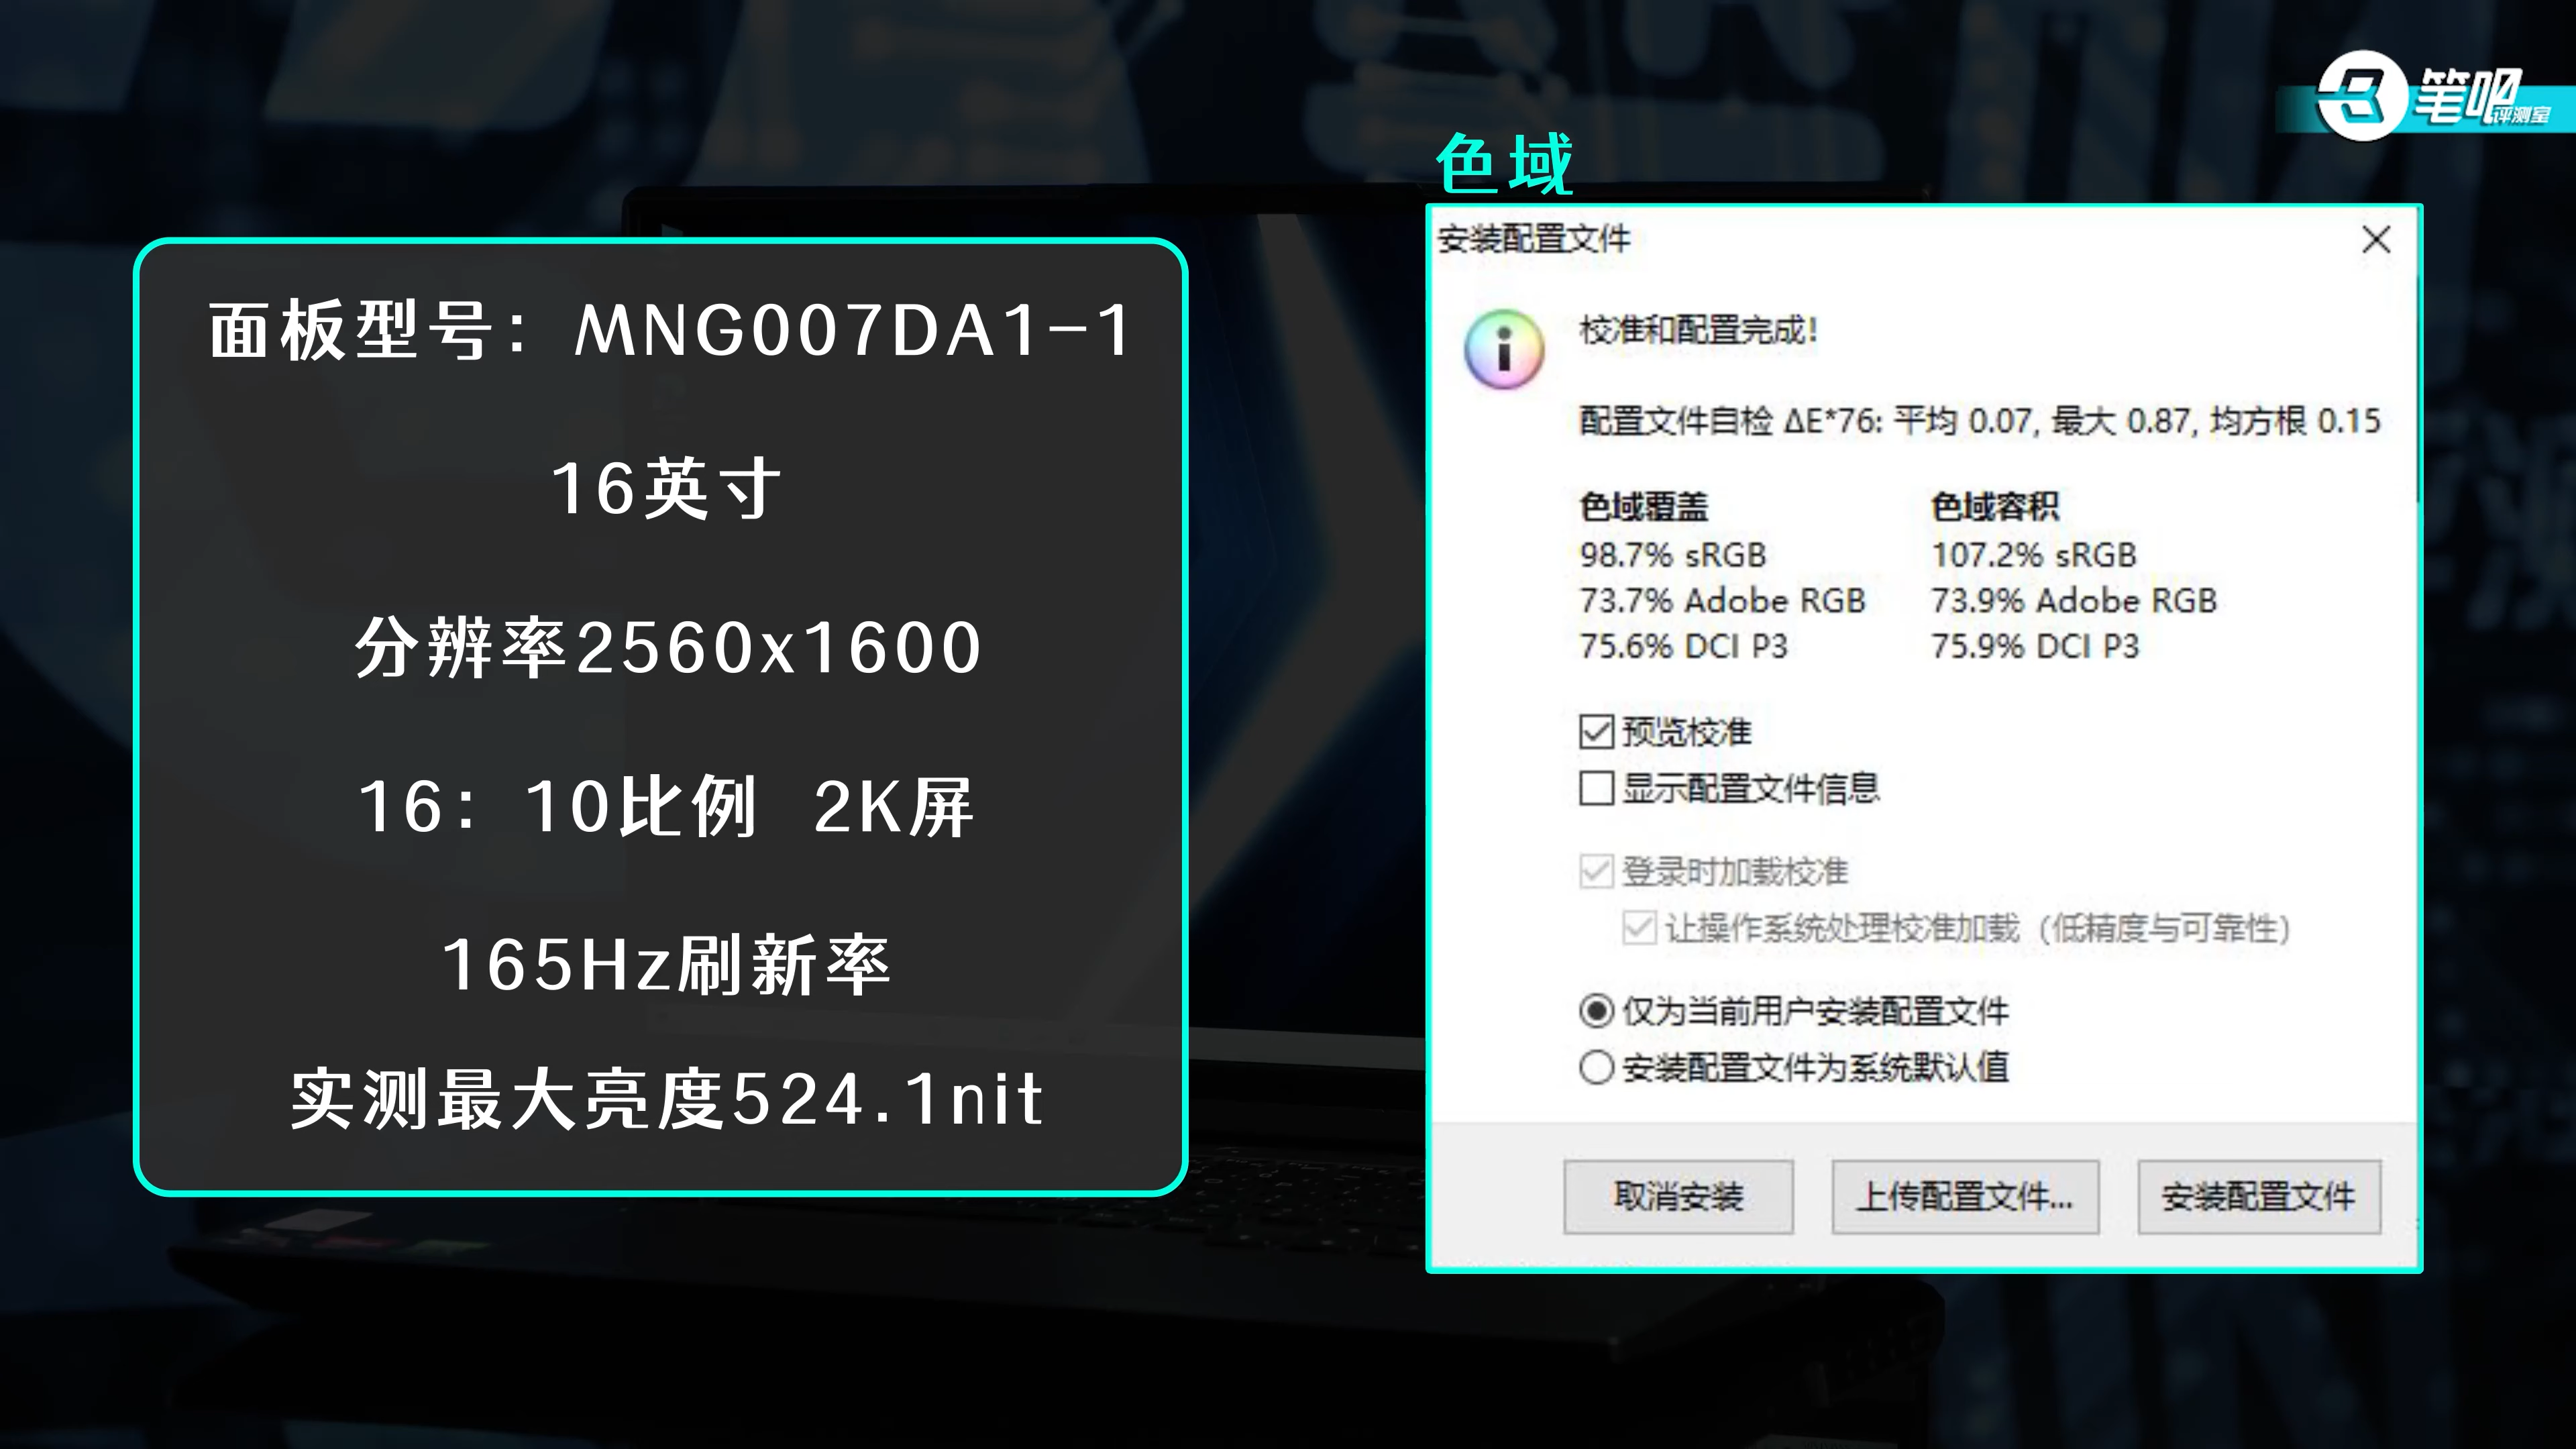 笔吧评测室
面板型号：MNG007DA1-1
16英寸
分辨率2560x1600
16：10比例 2K屏
165Hz刷新率
实测最大亮度524.1nit
色域
安装配置文件
校准和配置完成！
配置文件自检 ΔE*76: 平均 0.07, 最大 0.87, 均方根 0.15
色域覆盖 色域容积
98.7% sRGB 107.2% sRGB
73.7% Adobe RGB 73.9% Adobe RGB
75.6% DCI P3 75.9% DCI P3
预览校准
显示配置文件信息
登录时加载校准
让操作系统处理校准加载（低精度与可靠性）
仅为当前用户安装配置文件
安装配置文件为系统默认值
取消安装 上传配置文件... 安装配置文件